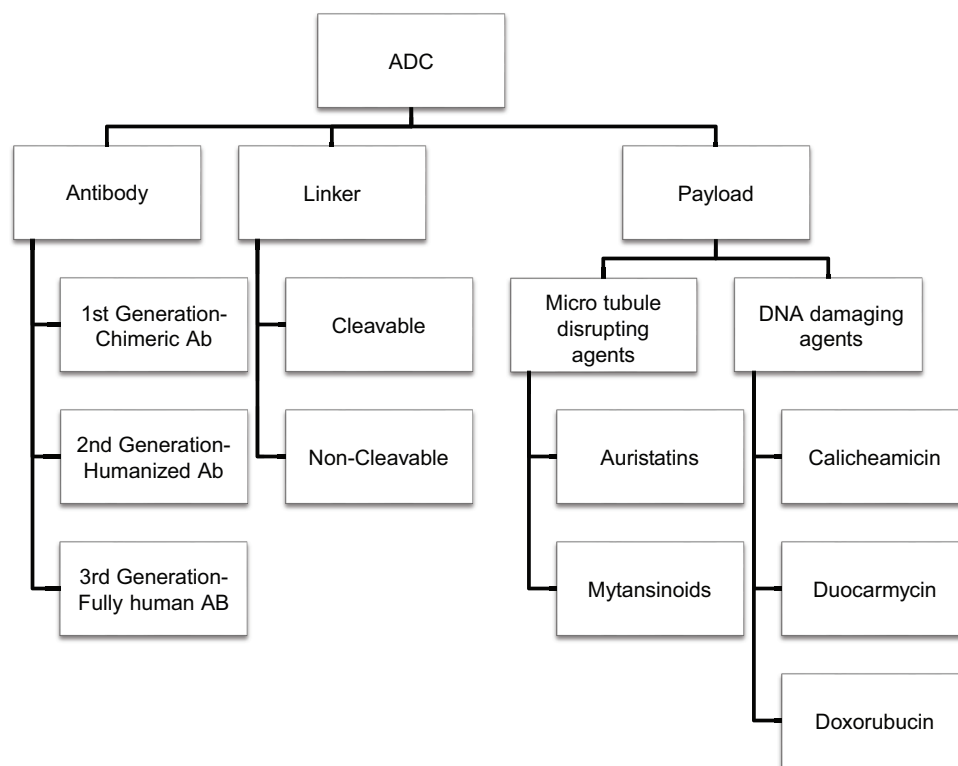 ADC
Antibody
Linker
Payload
1st Generation-
Chimeric Ab
2nd Generation-
Humanized Ab
3rd Generation-
Fully human AB
Cleavable
Non-Cleavable
Micro tubule
disrupting
agents
Auristatins
Mytansinoids
DNA damaging
agents
Calicheamicin
Duocarmycin
Doxorubucin